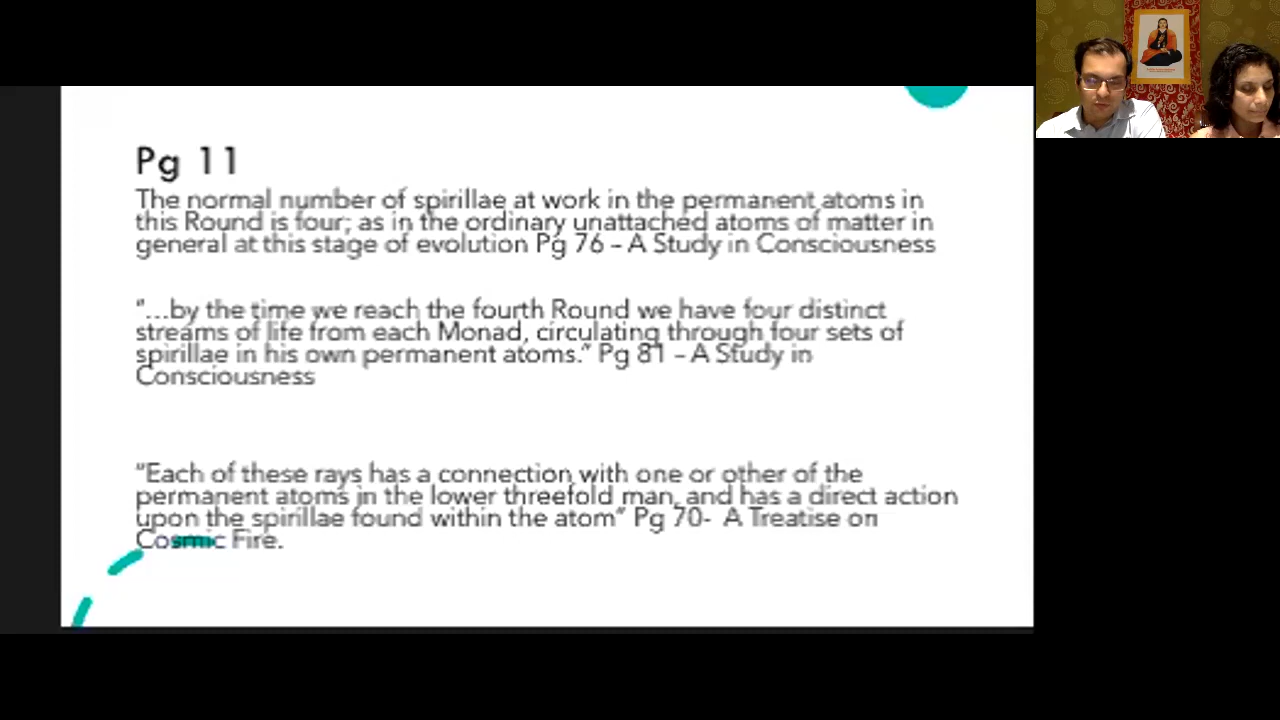 Pg 11
The normal number of spirillae at work in the permanent atoms in
this Round is four; as in the ordinary unattached atoms of matter in
general at this stage of evolution Pg 76 – A Study in Consciousness
“...by the time we reach the fourth Round we have four distinct
streams of life from each Monad, circulating through four sets of
spirillae in his own permanent atoms.” Pg 81 – A Study in
Consciousness
“Each of these rays has a connection with one or other of the
permanent atoms in the lower threefold man, and has a direct action
upon the spirillae found within the atom” Pg 70- A Treatise on
Cosmic Fire.